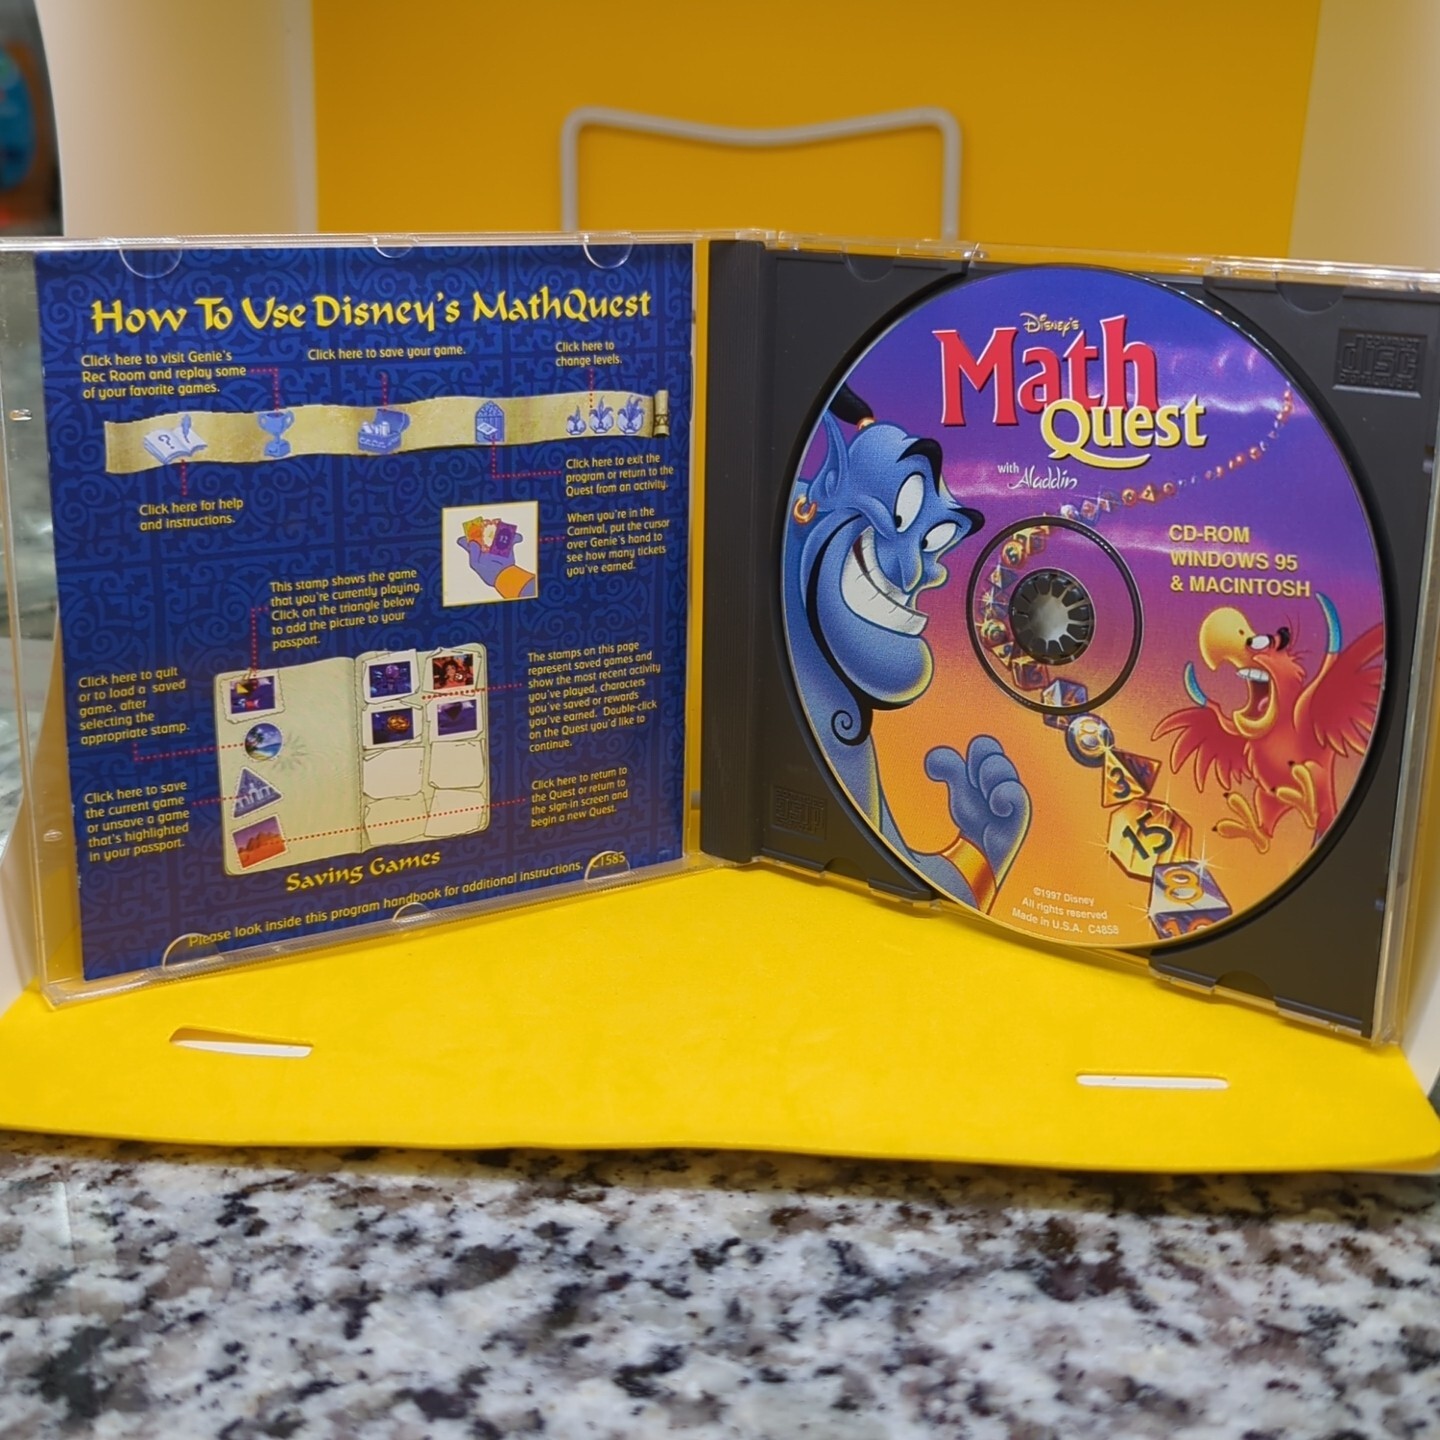 How To Use Disney's MathQuest
Click here to visit Genie's
Rec Room and replay some
of your favorite games.
Click here to save your game.
Click here to
change levels.
?
Click here for help
and instructions.
Click here to exit the
program or return to the
Quest from an activity.
When you're in the
Carnival, put the cursor
over Genie's hand to
see how many tickets
you've earned.
This stamp shows the game
that you're currently playing.
Click on the triangle below
to add the picture to your
passport.
Click here to quit
or to load a saved
game, after
selecting the
appropriate stamp.
The stamps on this page
represent saved games and
show the most recent activity
you've played, characters
you've saved or rewards
you've earned. Double-click
on the Quest you'd like to
continue.
Click here to save
the current game
or unsave a game
that's highlighted
in your passport.
Click here to return to
the Quest or return to
the sign-in screen and
begin a new Quest.
Saving Games
Please look inside this program handbook for additional instructions. C1585
Disney's
Math
Quest
with Aladdin
CD-ROM
WINDOWS 95
& MACINTOSH
3
15
8
©1997 Disney
All rights reserved
Made in U.S.A. C4858
COMPACT
disc